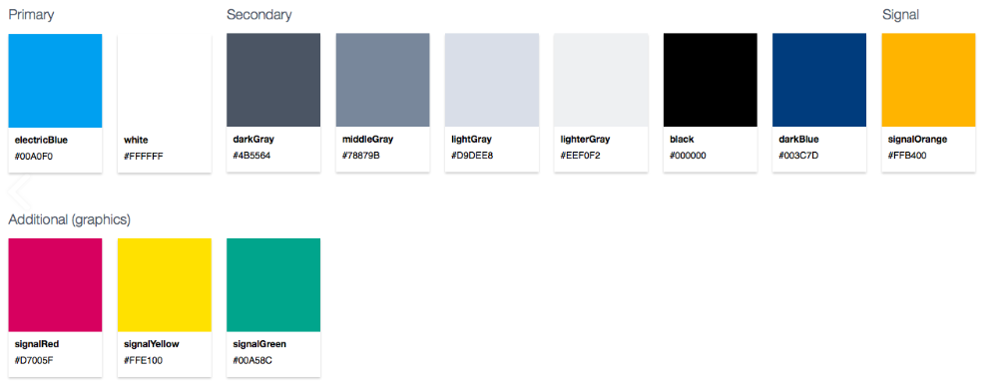 Primary
Secondary
Signal
electricBlue
#00A0F0
white
#FFFFFF
darkGray
#4B5564
middleGray
#78879B
lightGray
#D9DEE8
lighterGray
#EEF0F2
black
#000000
darkBlue
#003C7D
signalOrange
#FFB400
Additional (graphics)
signalRed
#D7005F
signalYellow
#FFE100
signalGreen
#00A58C